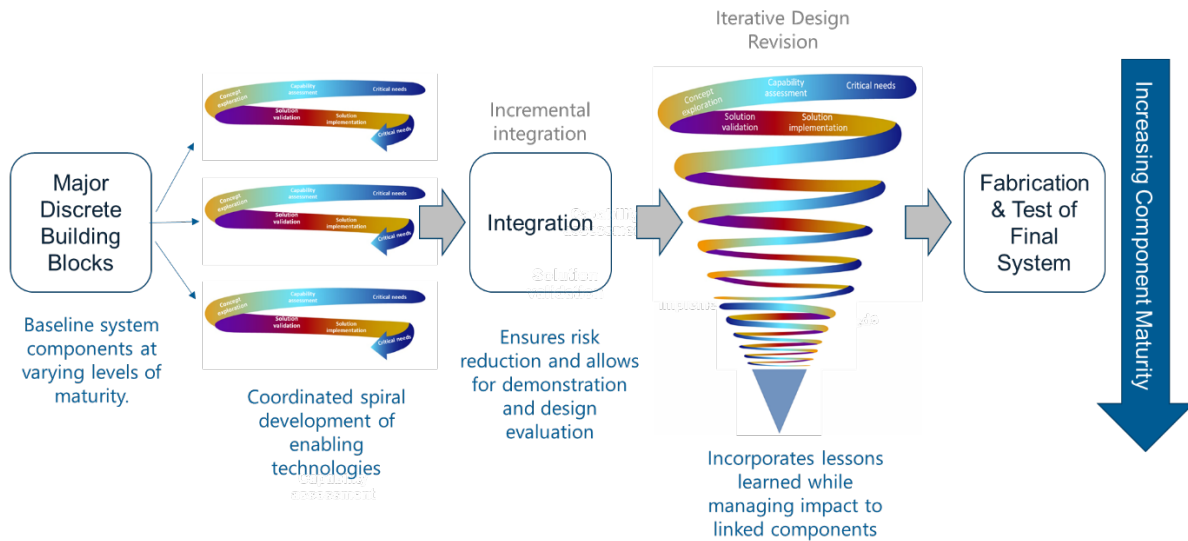 Major
Discrete
Building
Blocks
Baseline system
components at
varying levels of
maturity.
Concept
exploration
Capability
assessment
Critical needs
Solution
validation
Solution
implementation
Critical needs
Concept
exploration
Capability
assessment
Critical needs
Solution
validation
Solution
implementation
Critical needs
Concept
exploration
Capability
assessment
Critical needs
Solution
validation
Solution
implementation
Critical needs
Coordinated spiral
development of
enabling
technologies
assessment
Incremental
integration
Integration
Solution
Ensures risk
reduction and allows
for demonstration
and design
evaluation
Iterative Design
Revision
Concept
exploration
Capability
assessment
Critical needs
Solution
validation
Solution
implementation
Incorporates lessons
learned while
managing impact to
linked components
Fabrication
& Test of
Final
System
Increasing Component Maturity